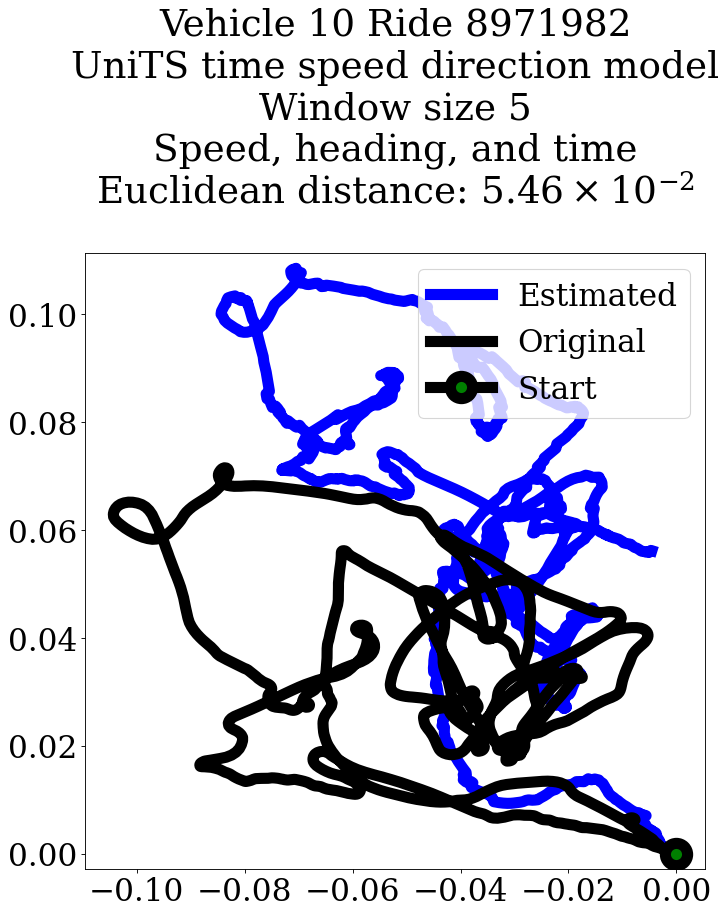 Vehicle 10 Ride 8971982
UniTS time speed direction model
Window size 5
Speed, heading, and time
Euclidean distance: 5.46 × 10⁻²
Estimated
Original
Start
0.10
0.08
0.06
0.04
0.02
0.00
−0.10 −0.08 −0.06 −0.04 −0.02 0.00